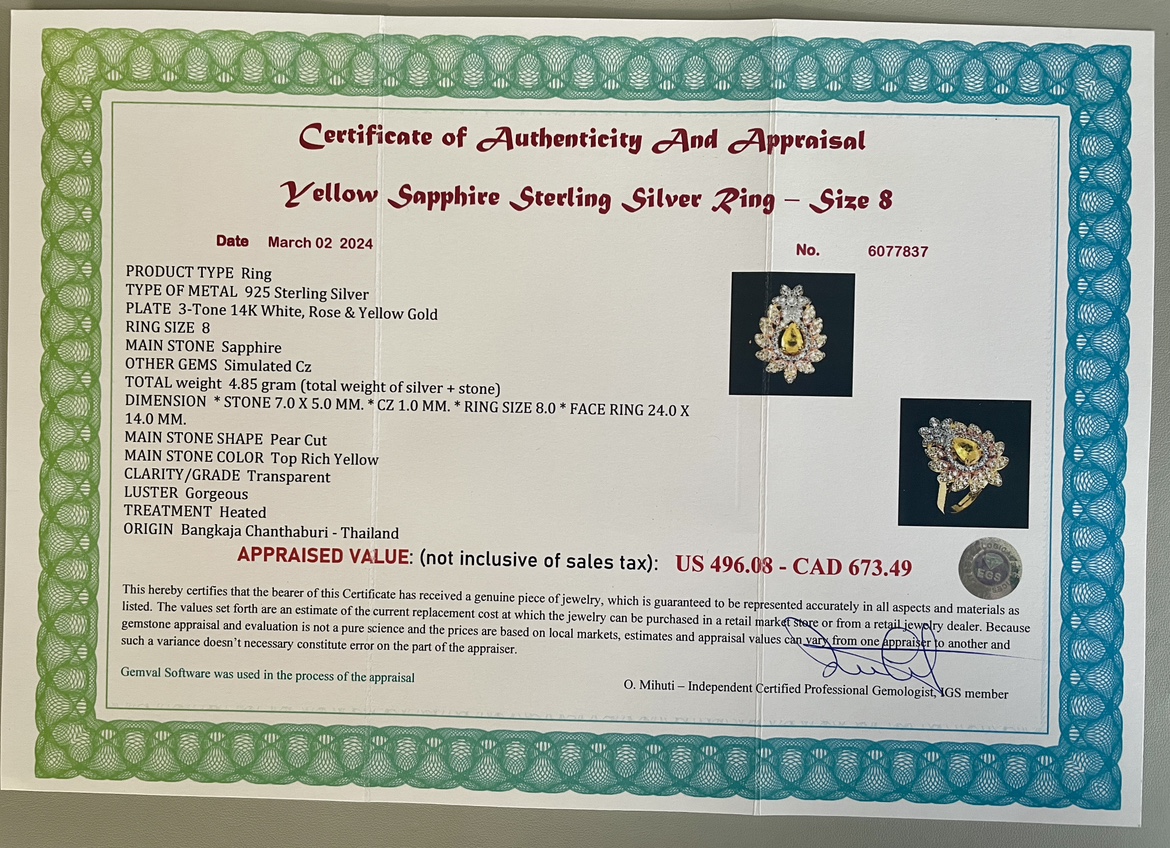 Certificate of Authenticity And Appraisal
Yellow Sapphire Sterling Silver Ring – Size 8
Date March 02 2024
No. 6077837
PRODUCT TYPE Ring
TYPE OF METAL 925 Sterling Silver
PLATE 3-Tone 14K White, Rose & Yellow Gold
RING SIZE 8
MAIN STONE Sapphire
OTHER GEMS Simulated Cz
TOTAL weight 4.85 gram (total weight of silver + stone)
DIMENSION * STONE 7.0 X 5.0 MM. * CZ 1.0 MM. * RING SIZE 8.0 * FACE RING 24.0 X
14.0 MM.
MAIN STONE SHAPE Pear Cut
MAIN STONE COLOR Top Rich Yellow
CLARITY/GRADE Transparent
LUSTER Gorgeous
TREATMENT Heated
ORIGIN Bangkaja Chanthaburi - Thailand
APPRAISED VALUE: (not inclusive of sales tax): US 496.08 - CAD 673.49
This hereby certifies that the bearer of this Certificate has received a genuine piece of jewelry, which is guaranteed to be represented accurately in all aspects and materials as
listed. The values set forth are an estimate of the current replacement cost at which the jewelry can be purchased in a retail market store or from a retail jewelry dealer. Because
gemstone appraisal and evaluation is not a pure science and the prices are based on local markets, estimates and appraisal values can vary from one appraiser to another and
such a variance doesn't necessary constitute error on the part of the appraiser.
Gemval Software was used in the process of the appraisal
O. Mihuti – Independent Certified Professional Gemologist, IGS member